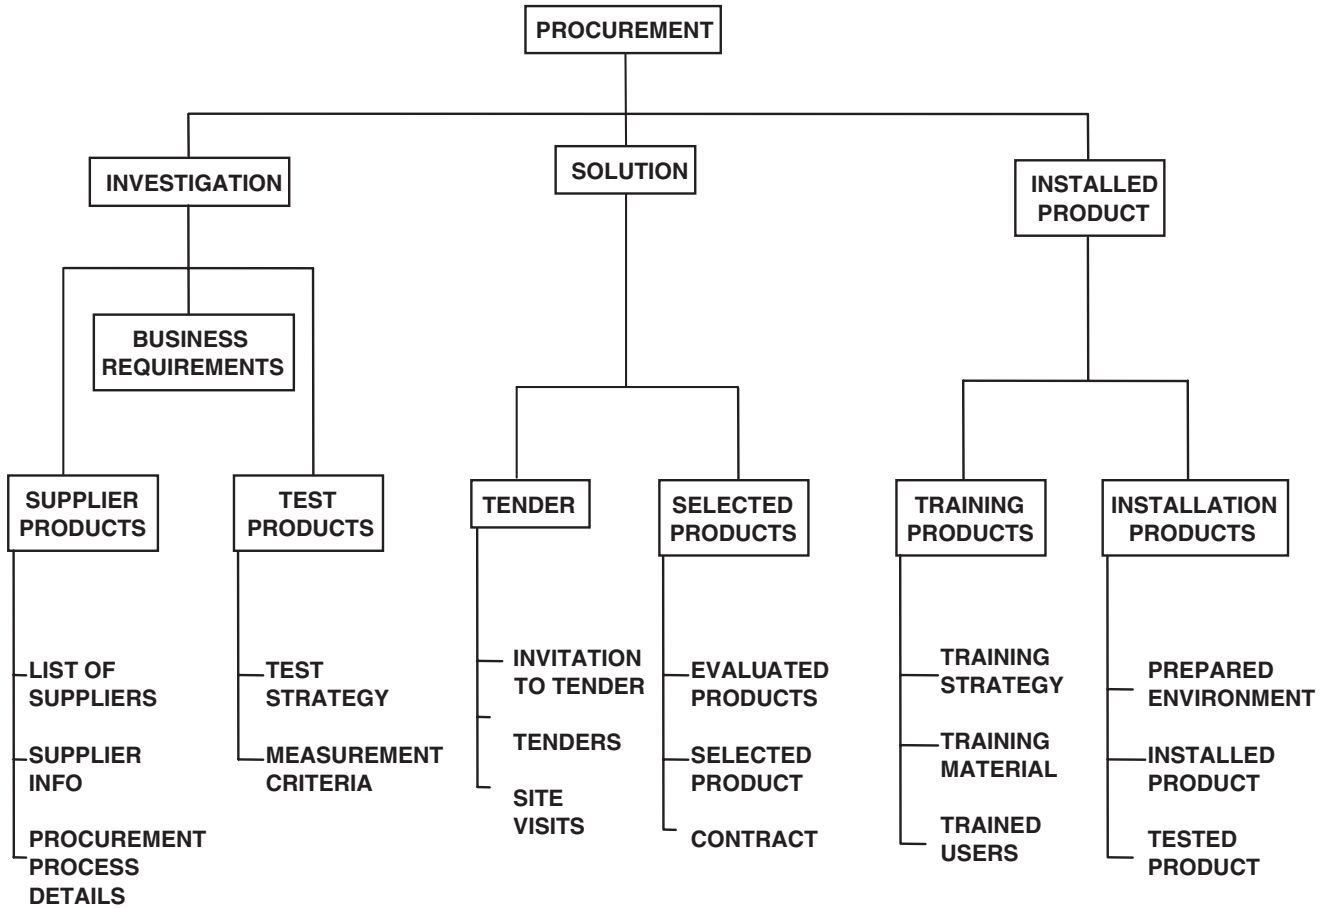 PROCUREMENT
INVESTIGATION
SOLUTION
INSTALLED
PRODUCT
BUSINESS
REQUIREMENTS
SUPPLIER
PRODUCTS
TEST
PRODUCTS
TENDER
SELECTED
PRODUCTS
TRAINING
PRODUCTS
INSTALLATION
PRODUCTS
LIST OF
SUPPLIERS
SUPPLIER
INFO
PROCUREMENT
PROCESS
DETAILS
TEST
STRATEGY
MEASUREMENT
CRITERIA
INVITATION
TO TENDER
TENDERS
SITE
VISITS
EVALUATED
PRODUCTS
SELECTED
PRODUCT
CONTRACT
TRAINING
STRATEGY
TRAINING
MATERIAL
TRAINED
USERS
PREPARED
ENVIRONMENT
INSTALLED
PRODUCT
TESTED
PRODUCT